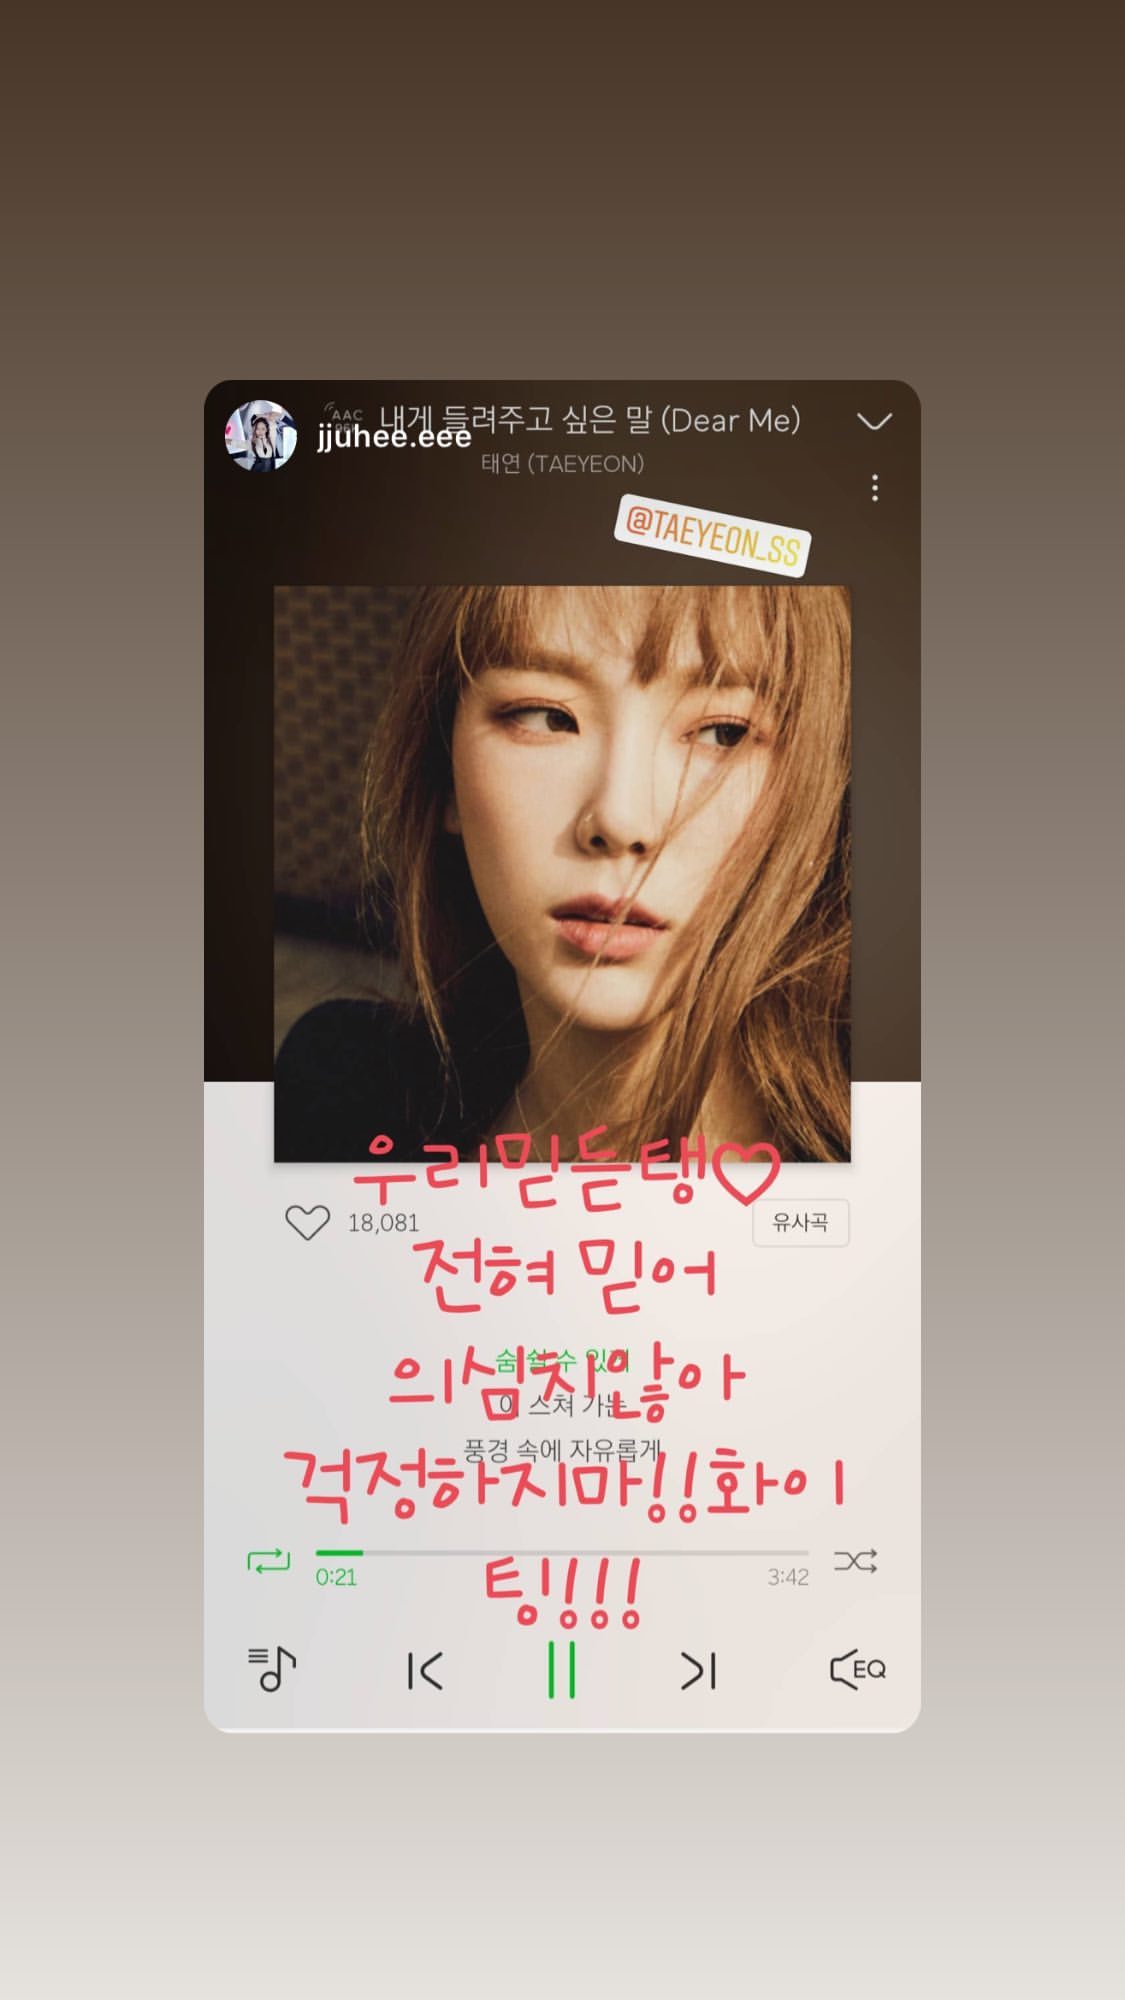 AAC
내게 들려주고 싶은 말 (Dear Me)
jjuhee.eee
태연 (TAEYEON)
@TAEYEON_SS
우리믿듣탱♡
18,081
유사곡
전혀 믿어
숨 쉴 수 있게
의심치않아
스쳐 가는
풍경 속에 자유롭게
걱정하지마!!화이
팅!!!
0:21
3:42
EQ